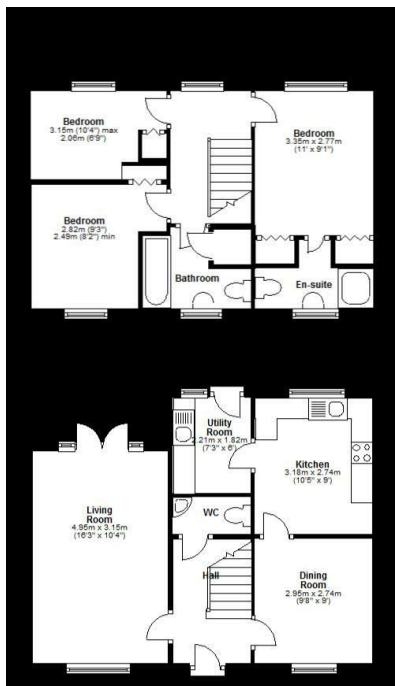 Bedroom
3.15m (10'4") max
2.06m (6'9")
Bedroom
3.35m x 2.77m
(11' x 9'1")
Bedroom
2.82m (9'3")
2.49m (8'2") min
Bathroom
En-suite
Utility
Room
2.21m x 1.82m
(7'3" x 6')
Kitchen
3.18m x 2.74m
(10'5" x 9')
Living
Room
4.95m x 3.15m
(16'3" x 10'4")
WC
Hall
Dining
Room
2.95m x 2.74m
(9'8" x 9')